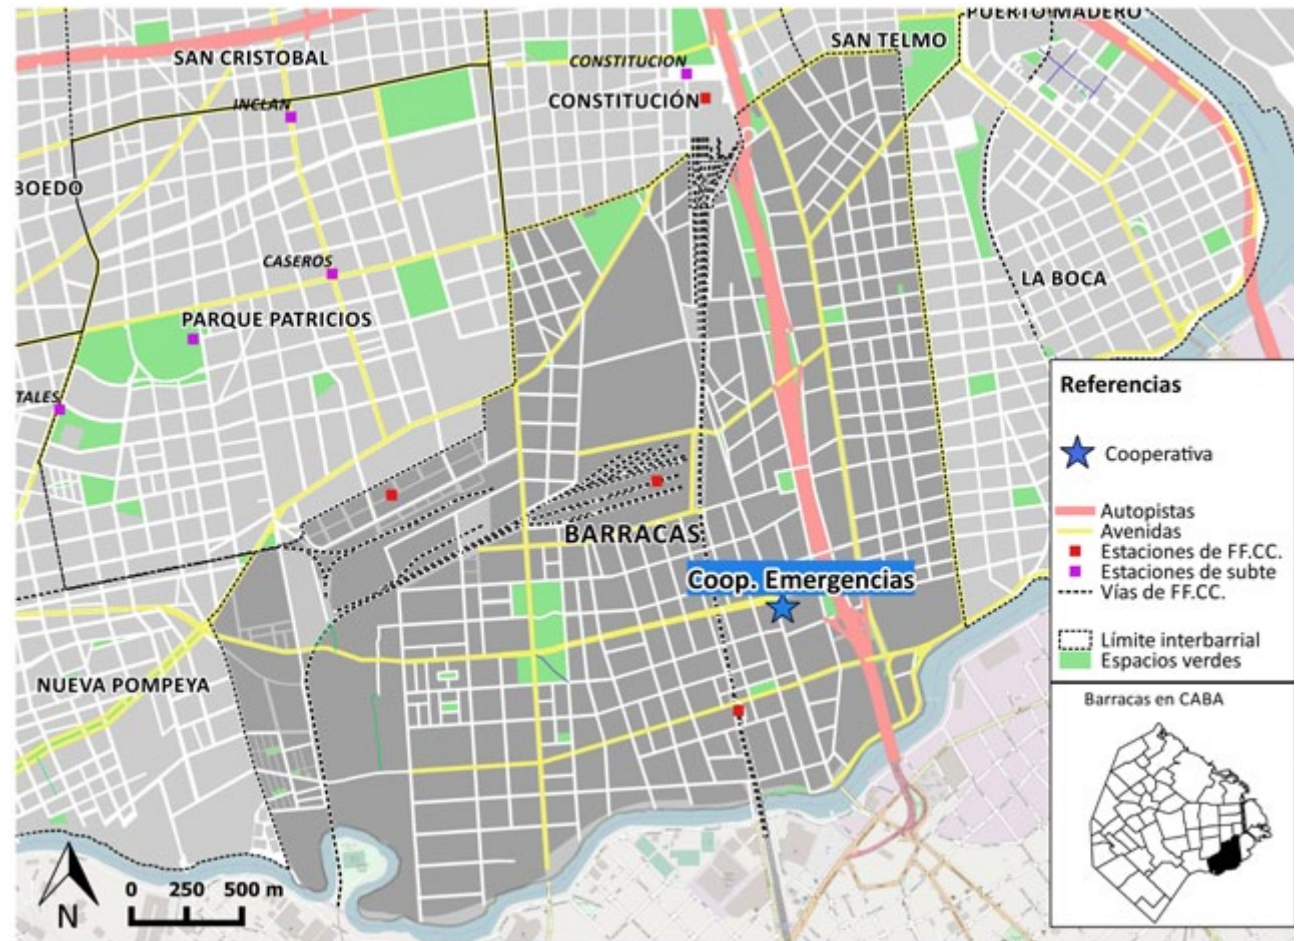 PUERTO MADERO
SAN TELMO
SAN CRISTOBAL
CONSTITUCION
CONSTITUCIÓN
INCLAN
BOEDO
CASEROS
LA BOCA
PARQUE PATRICIOS
TALES
BARRACAS
Coop. Emergencias
NUEVA POMPEYA
0 250 500 m
N
Referencias
Cooperativa
Autopistas
Avenidas
Estaciones de FF.CC.
Estaciones de subte
Vías de FF.CC.
Límite interbarrial
Espacios verdes
Barracas en CABA